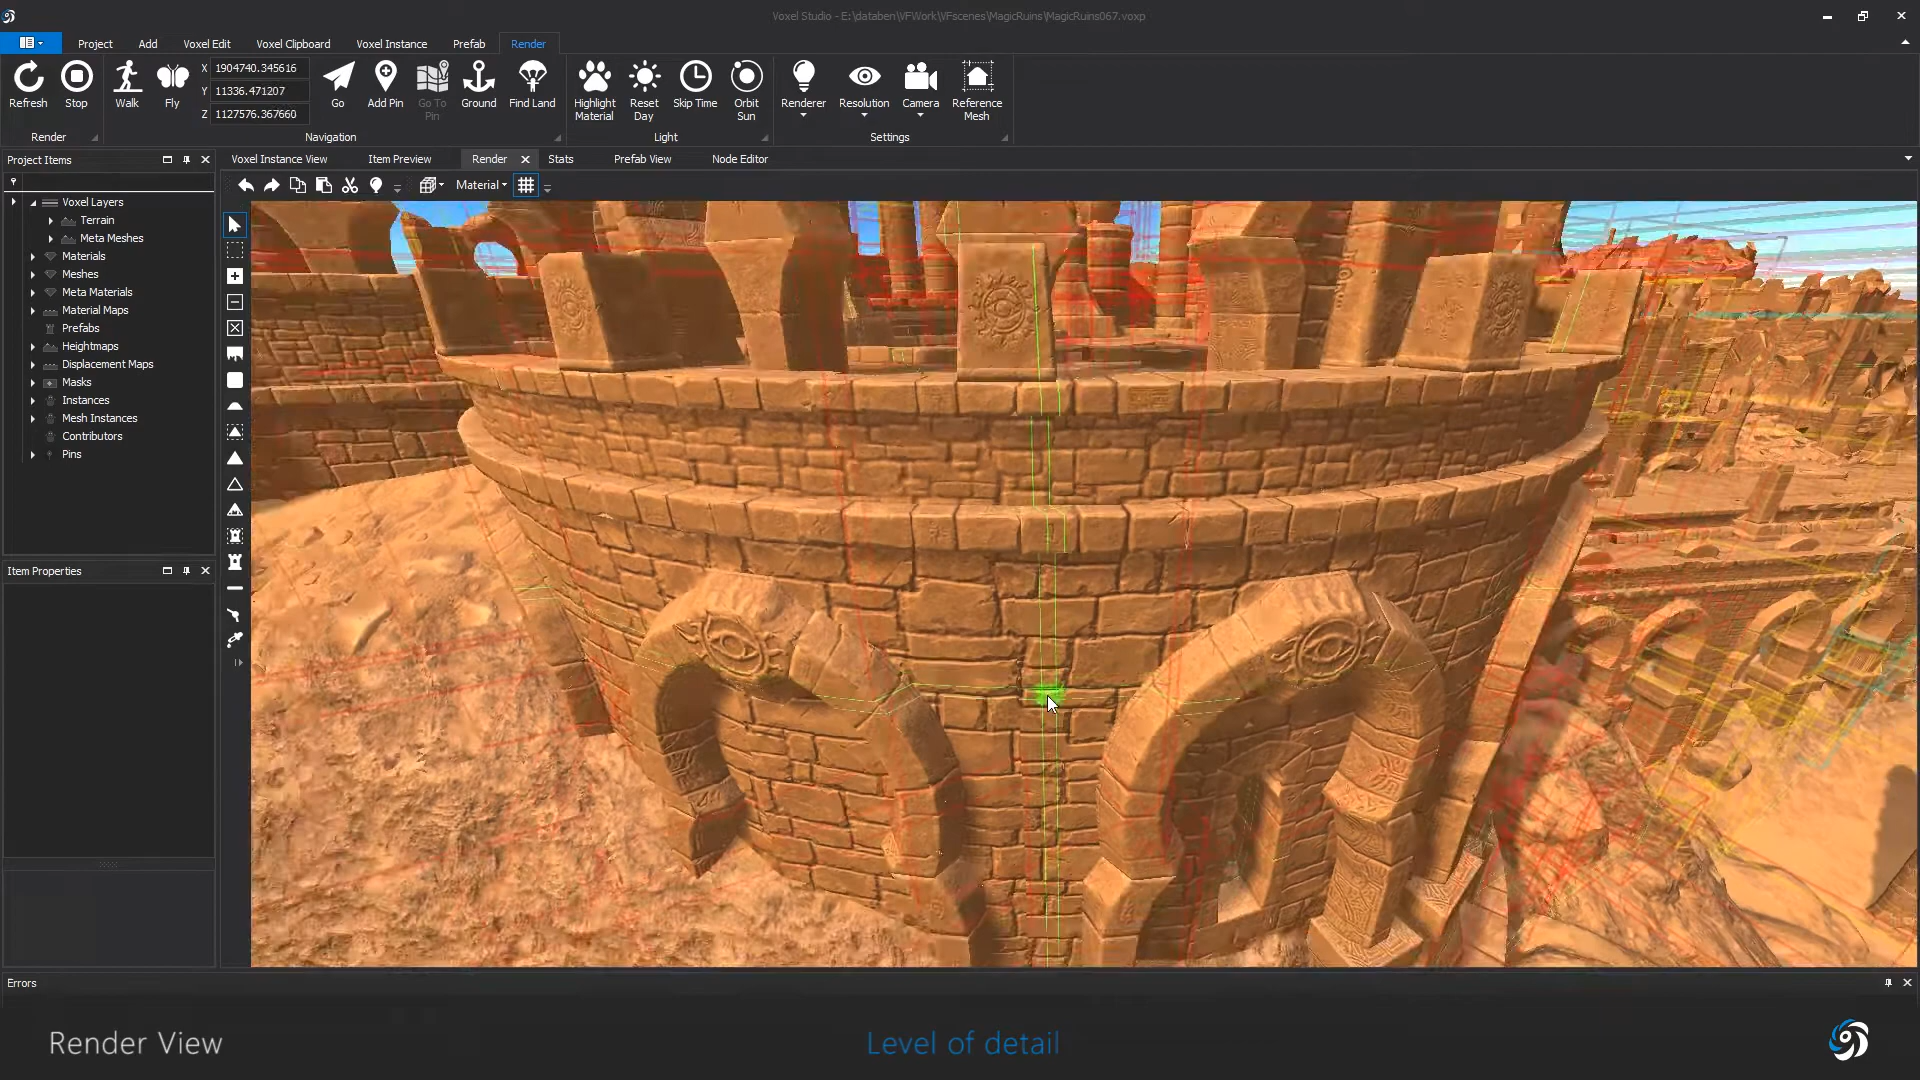 Voxel Studio - E:\databen\VFWork\VFscenes\MagicRuins\MagicRuins067.voxp
Project Add Voxel Edit Voxel Clipboard Voxel Instance Prefab Render
X 1904740.345616
Y 11336.471207
Z 1127576.367660
Refresh Stop Walk Fly Go Add Pin Go To Pin Ground Find Land Highlight Material Reset Day Skip Time Orbit Sun Renderer Resolution Camera Reference Mesh
Render Navigation Light Settings
Project Items
Voxel Instance View Item Preview Render Stats Prefab View Node Editor
Material
Voxel Layers
Terrain
Meta Meshes
Materials
Meshes
Meta Materials
Material Maps
Prefabs
Heightmaps
Displacement Maps
Masks
Instances
Mesh Instances
Contributors
Pins
Item Properties
Errors
Render View
Level of detail